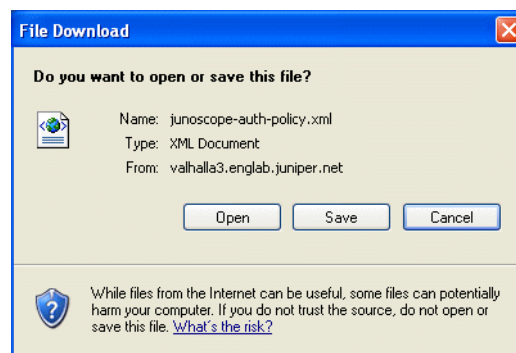 File Download
Do you want to open or save this file?
Name: junoscope-auth-policy.xml
Type: XML Document
From: valhalla3.englab.juniper.net
Open Save Cancel
While files from the Internet can be useful, some files can potentially
harm your computer. If you do not trust the source, do not open or
save this file. What's the risk?